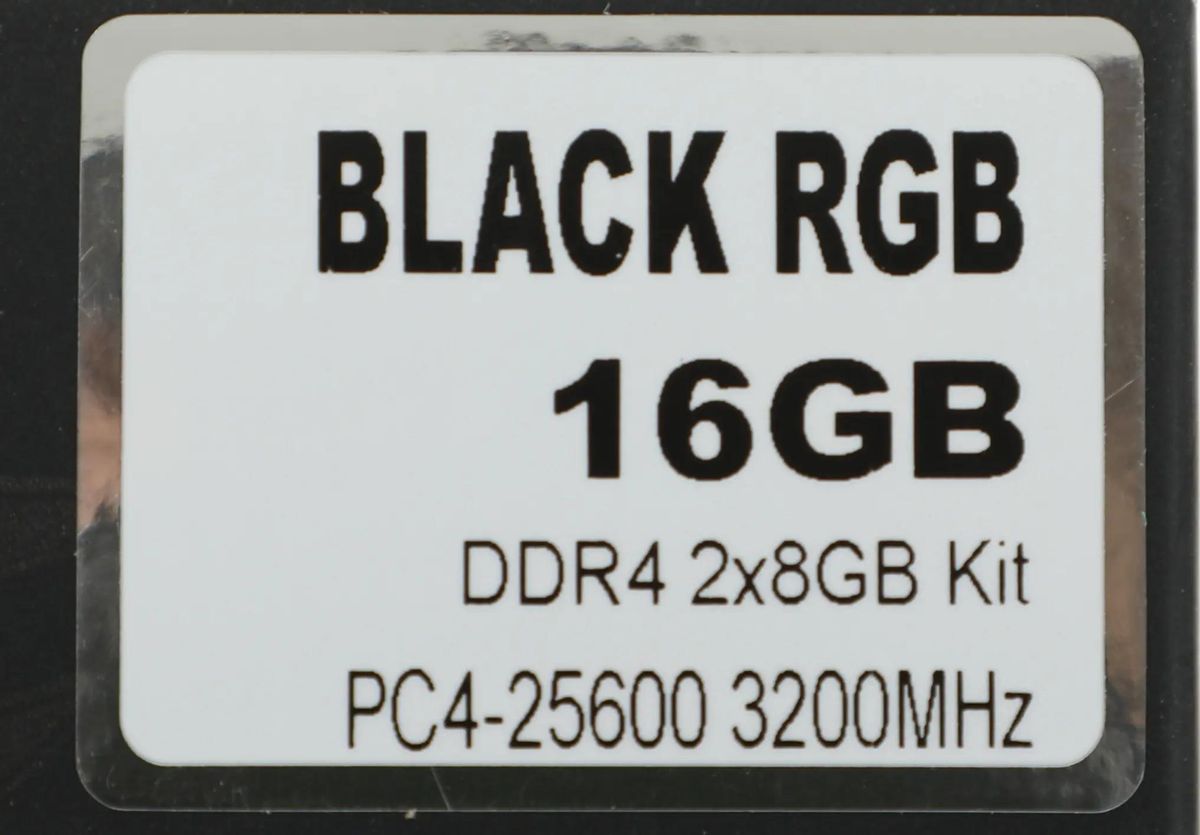 BLACK RGB
16GB
DDR4 2x8GB Kit
PC4-25600 3200MHz